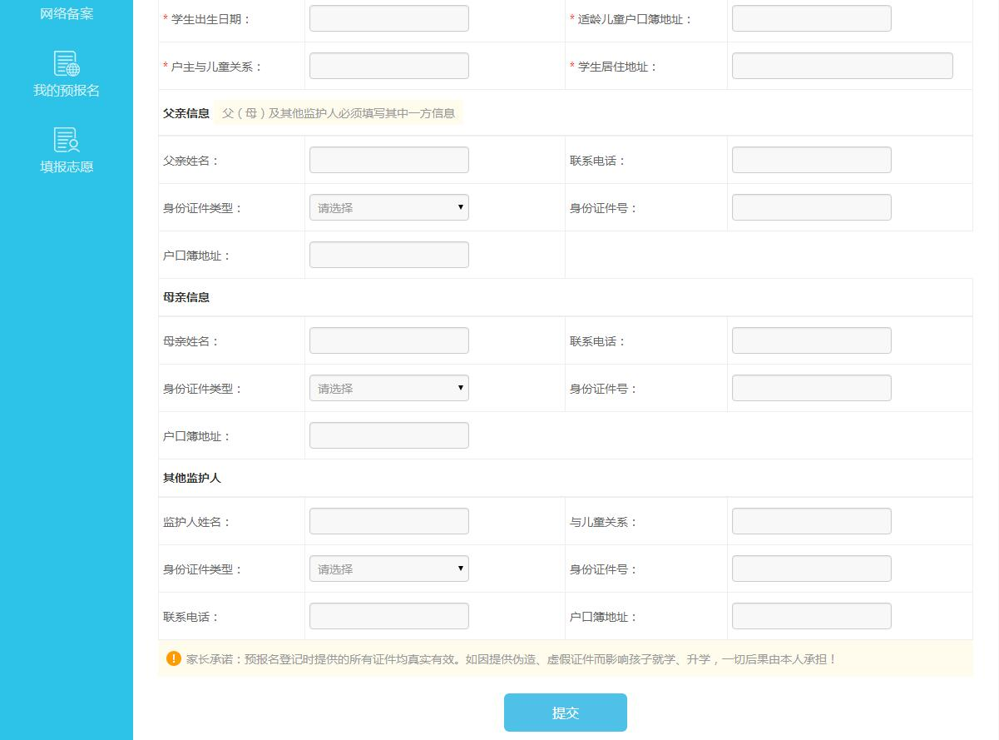 网络备案
我的预报名
填报志愿
* 学生出生日期： * 适龄儿童户口簿地址：
* 户主与儿童关系： * 学生居住地址：
父亲信息 父（母）及其他监护人必须填写其中一方信息
父亲姓名： 联系电话：
身份证件类型： 请选择 身份证件号：
户口簿地址：
母亲信息
母亲姓名： 联系电话：
身份证件类型： 请选择 身份证件号：
户口簿地址：
其他监护人
监护人姓名： 与儿童关系：
身份证件类型： 请选择 身份证件号：
联系电话： 户口簿地址：
! 家长承诺：预报名登记时提供的所有证件均真实有效。如因提供伪造、虚假证件而影响孩子就学、升学，一切后果由本人承担！
提交